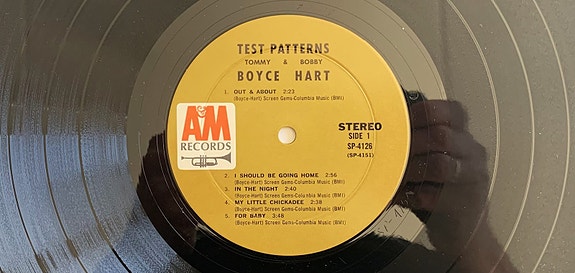 TEST PATTERNS
TOMMY & BOBBY
BOYCE HART
1. OUT & ABOUT 2:23
(Boyce-Hart) Screen Gems-Columbia Music (BMI)
A&M
RECORDS
STEREO
SIDE 1
SP-4126
(SP-4151)
2. I SHOULD BE GOING HOME 2:56
(Boyce-Hart) Screen Gems-Columbia Music (BMI)
3. IN THE NIGHT 2:40
(Boyce-Hart) Screen Gems-Columbia Music (BMI)
4. MY LITTLE CHICKADEE 2:38
(Boyce-Hart) Screen Gems-Columbia Music (BMI)
5. FOR BABY 3:48
(Boyce-Hart) Screen Gems-Columbia Music (BMI)